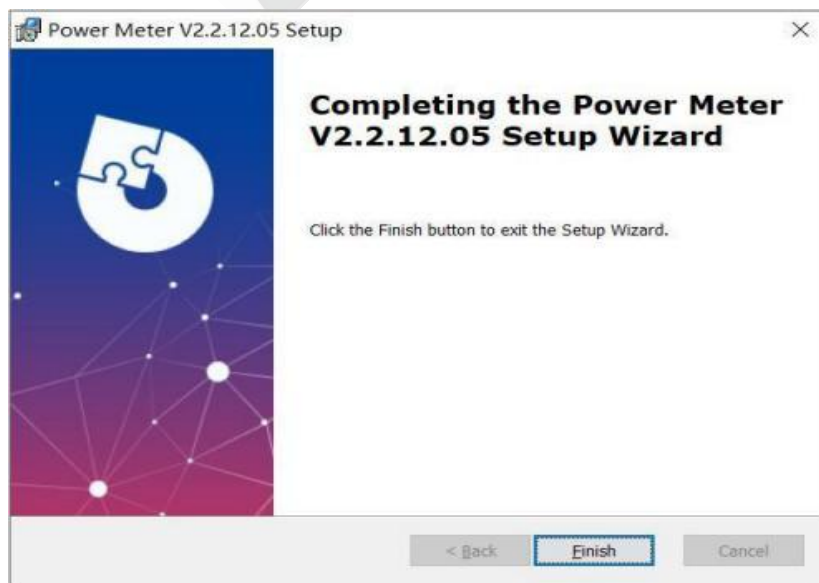 Power Meter V2.2.12.05 Setup
Completing the Power Meter
V2.2.12.05 Setup Wizard
Click the Finish button to exit the Setup Wizard.
< Back
Finish
Cancel